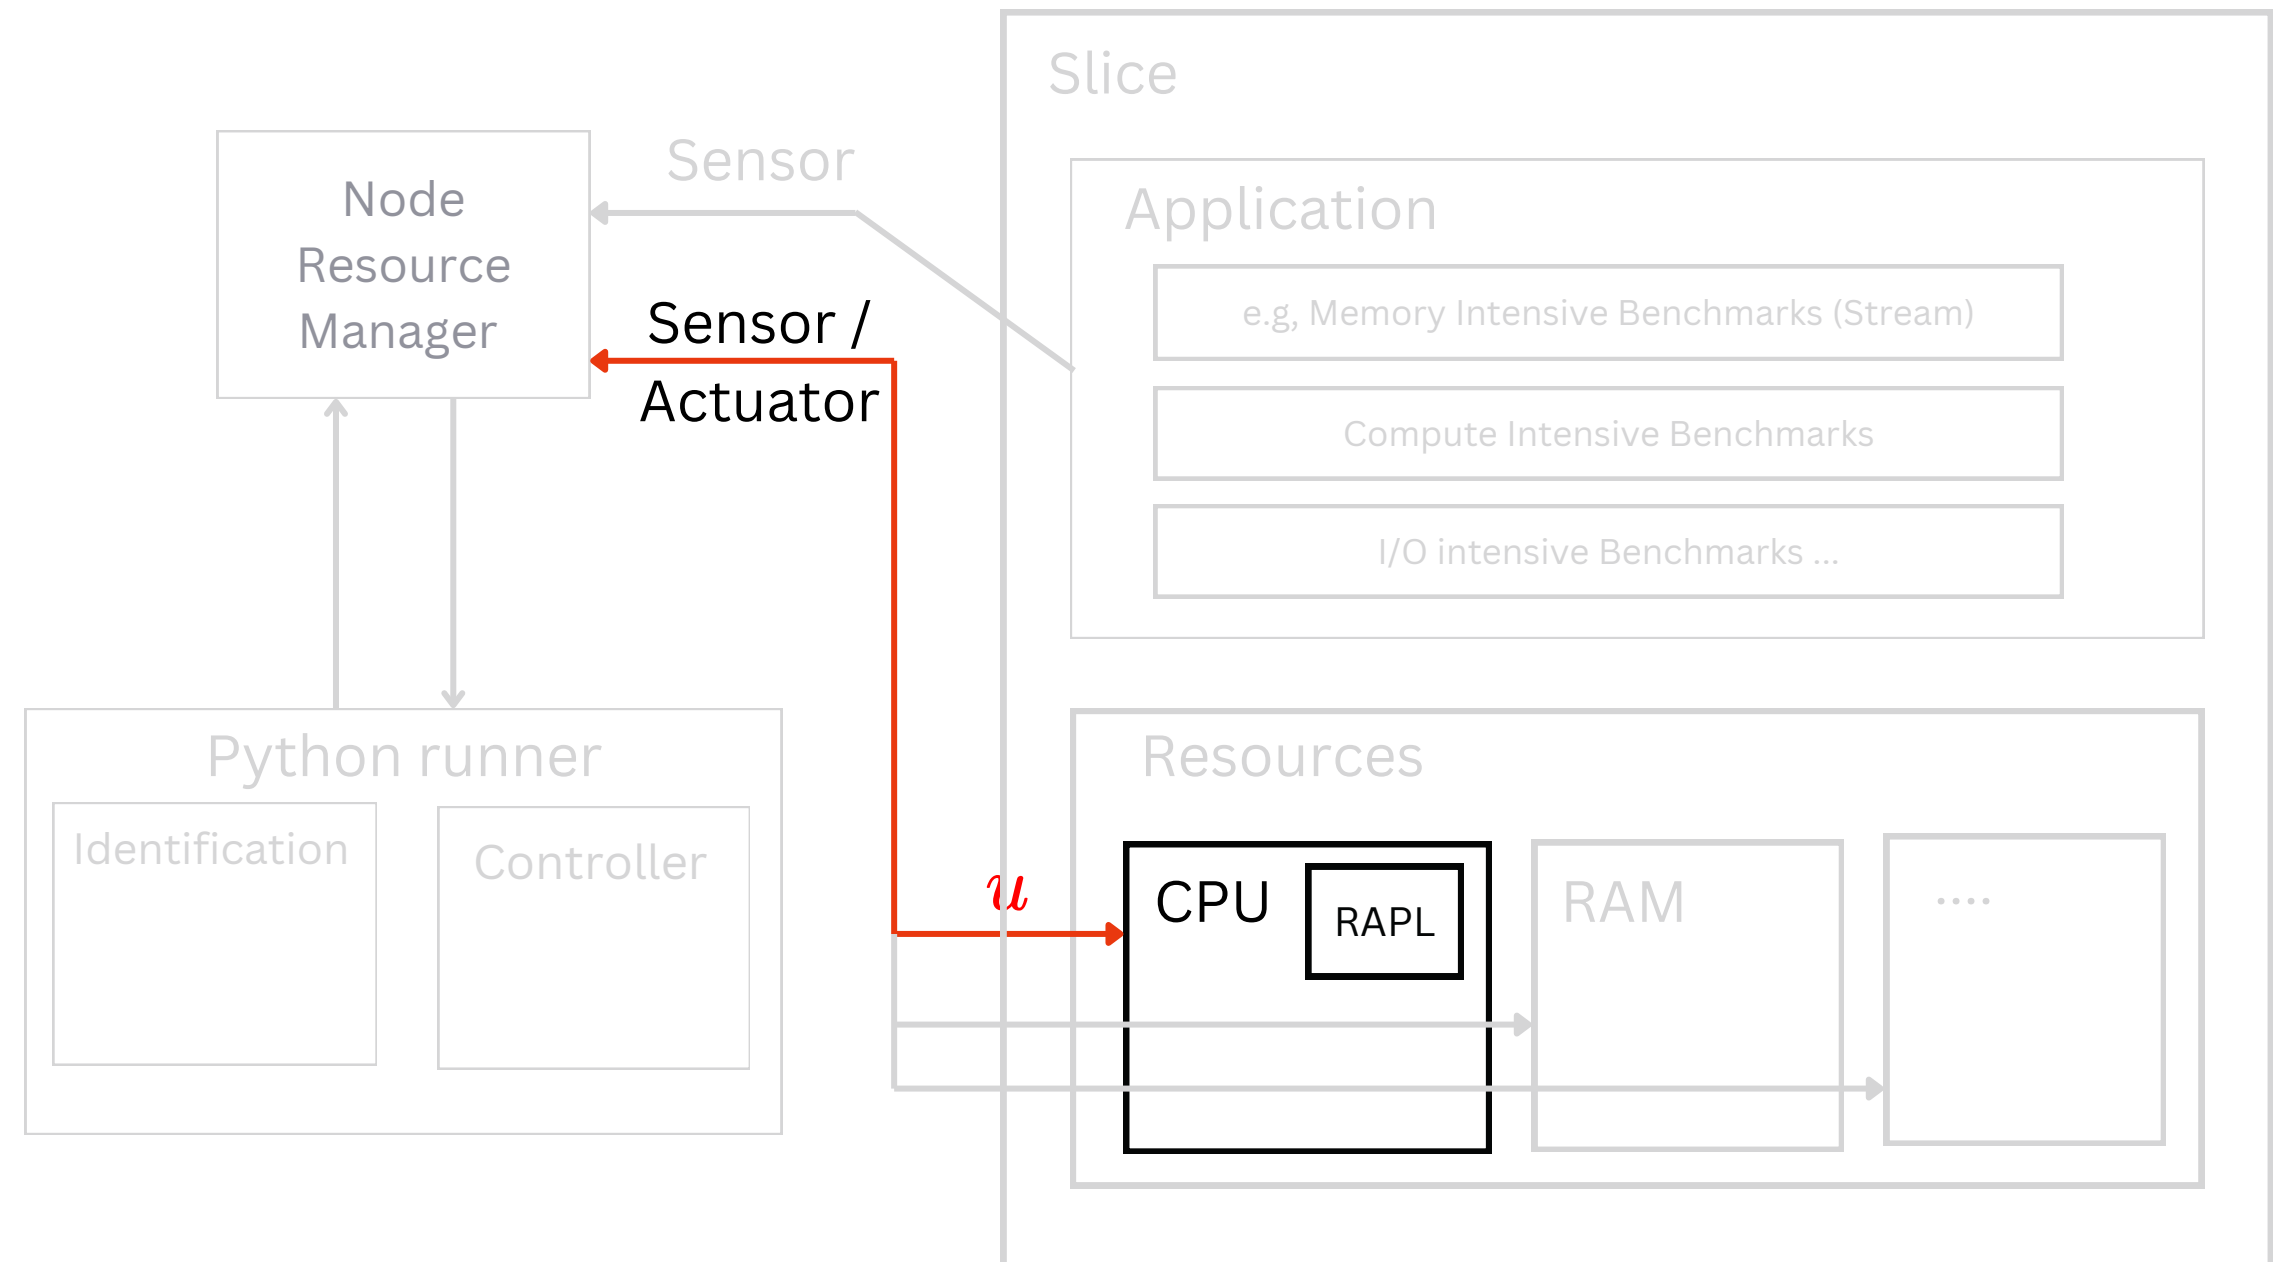 Slice
Sensor
Node
Resource
Manager
Application
e.g, Memory Intensive Benchmarks (Stream)
Sensor /
Actuator
Compute Intensive Benchmarks
I/O intensive Benchmarks ...
Python runner
Identification
Controller
Resources
u
CPU
RAPL
RAM
....